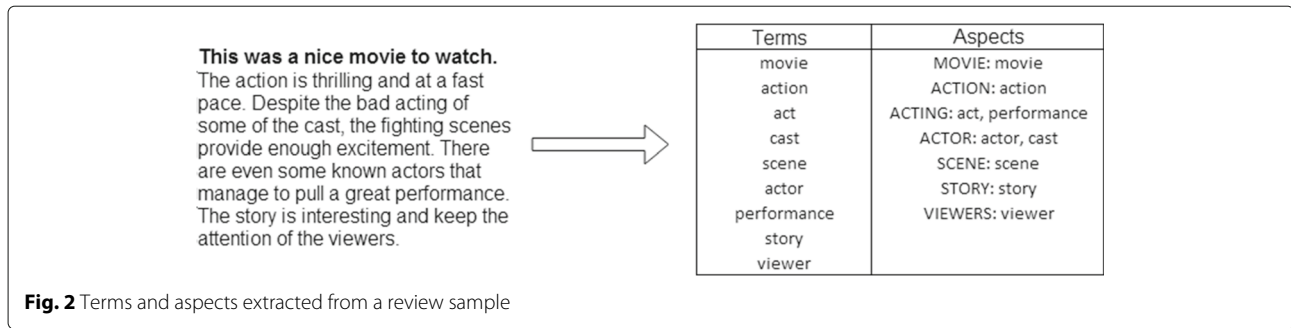 This was a nice movie to watch.
The action is thrilling and at a fast
pace. Despite the bad acting of
some of the cast, the fighting scenes
provide enough excitement. There
are even some known actors that
manage to pull a great performance.
The story is interesting and keep the
attention of the viewers.
Terms Aspects
movie MOVIE: movie
action ACTION: action
act ACTING: act, performance
cast ACTOR: actor, cast
scene SCENE: scene
actor STORY: story
performance VIEWERS: viewer
story
viewer
Fig. 2 Terms and aspects extracted from a review sample